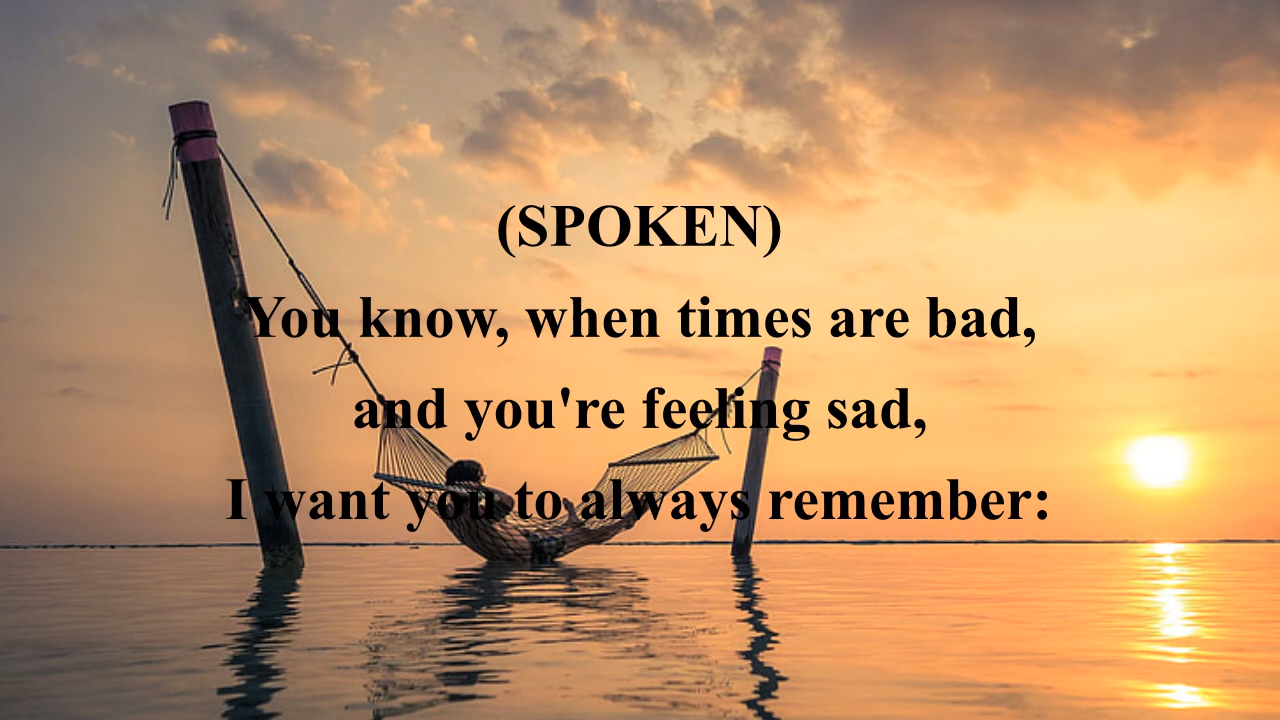 (SPOKEN)
You know, when times are bad,
and you're feeling sad,
I want you to always remember: